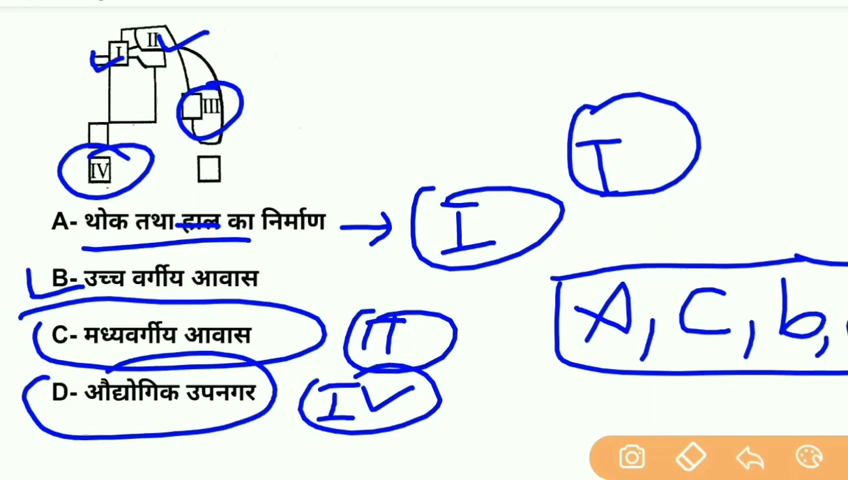 I II
III
IV
I
A- थोक तथा हाल का निर्माण → I
B- उच्च वर्गीय आवास
A, C, b,
C- मध्यवर्गीय आवास II
D- औद्योगिक उपनगर IV